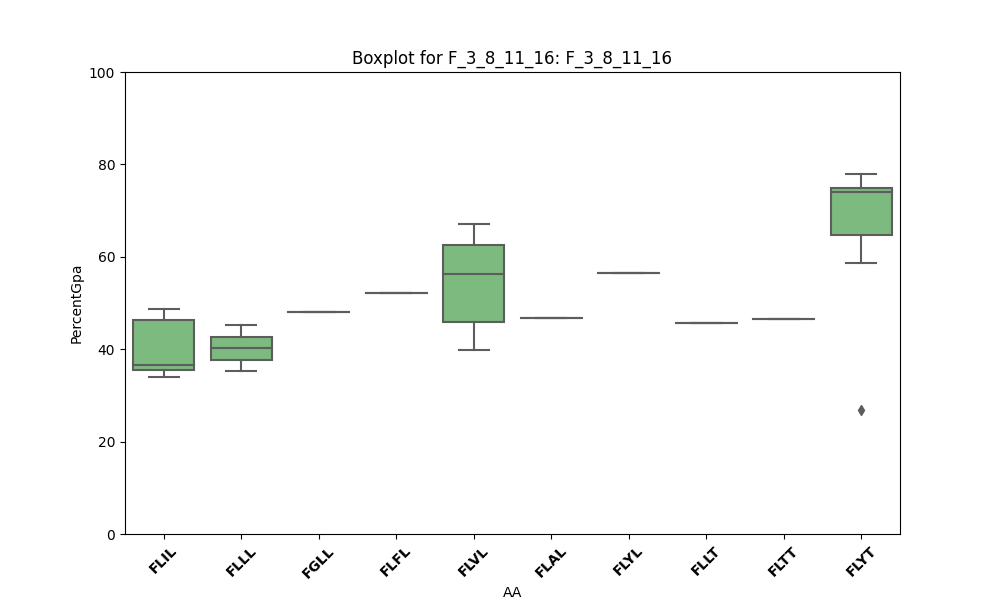 Boxplot for F_3_8_11_16: F_3_8_11_16
100
80
60
40
20
0
PercentGpa
FLIL
FLLL
FGLL
FLFL
FLVL
FLAL
FLYL
FLLT
FLTT
FLYT
AA